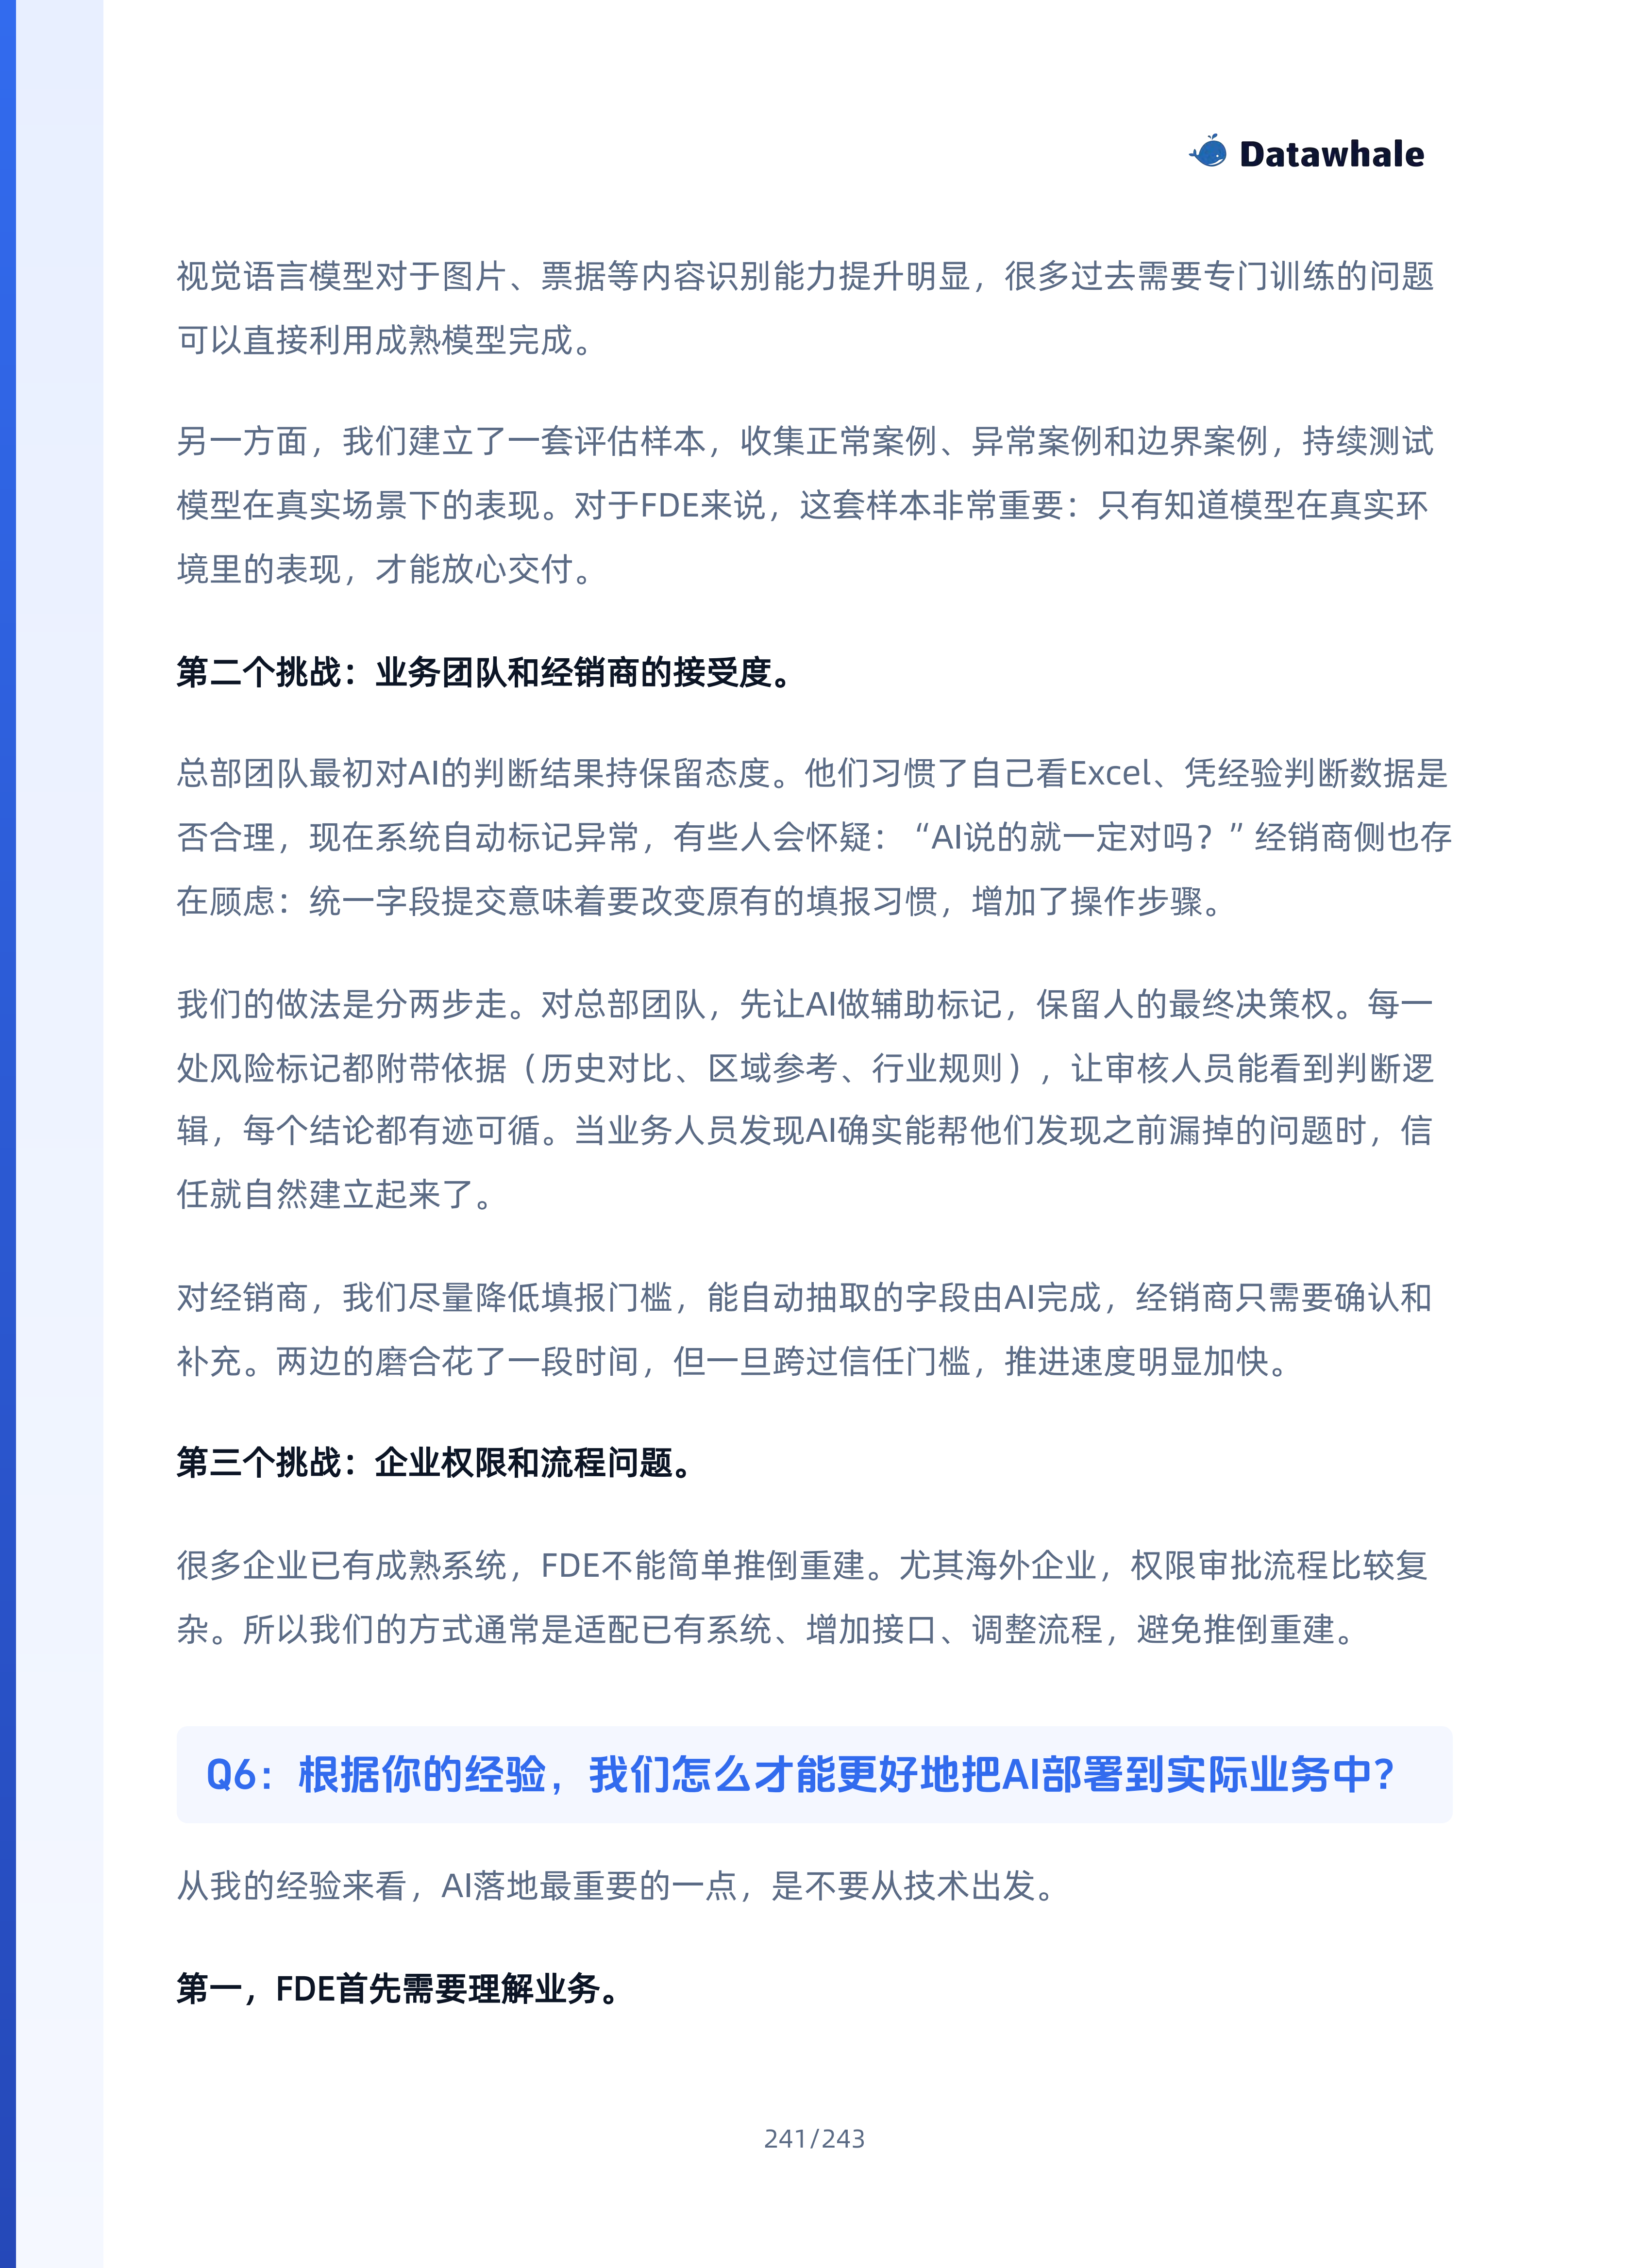 Datawhale
视觉语言模型对于图片、票据等内容识别能力提升明显，很多过去需要专门训练的问题
可以直接利用成熟模型完成。
另一方面，我们建立了一套评估样本，收集正常案例、异常案例和边界案例，持续测试
模型在真实场景下的表现。对于FDE来说，这套样本非常重要：只有知道模型在真实环
境里的表现，才能放心交付。
第二个挑战：业务团队和经销商的接受度。
总部团队最初对AI的判断结果持保留态度。他们习惯了自己看Excel、凭经验判断数据是
否合理，现在系统自动标记异常，有些人会怀疑：“AI说的就一定对吗？”经销商侧也存
在顾虑：统一字段提交意味着要改变原有的填报习惯，增加了操作步骤。
我们的做法是分两步走。对总部团队，先让AI做辅助标记，保留人的最终决策权。每一
处风险标记都附带依据（历史对比、区域参考、行业规则），让审核人员能看到判断逻
辑，每个结论都有迹可循。当业务人员发现AI确实能帮他们发现之前漏掉的问题时，信
任就自然建立起来了。
对经销商，我们尽量降低填报门槛，能自动抽取的字段由AI完成，经销商只需要确认和
补充。两边的磨合花了一段时间，但一旦跨过信任门槛，推进速度明显加快。
第三个挑战：企业权限和流程问题。
很多企业已有成熟系统，FDE不能简单推倒重建。尤其海外企业，权限审批流程比较复
杂。所以我们的方式通常是适配已有系统、增加接口、调整流程，避免推倒重建。
Q6：根据你的经验，我们怎么才能更好地把AI部署到实际业务中？
从我的经验来看，AI落地最重要的一点，是不要从技术出发。
第一，FDE首先需要理解业务。
241/243